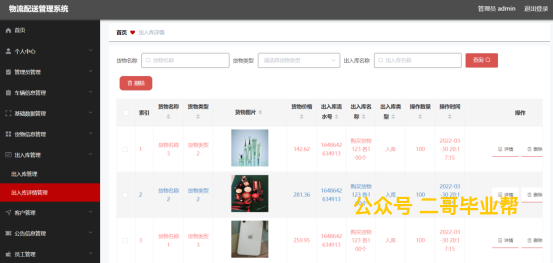 物流配送管理系统
管理员 admin 退出登录
首页
个人中心
管理员管理
车辆信息管理
基础数据管理
货物信息管理
出入库管理
出入库管理
出入库详情管理
客户管理
公告信息管理
员工管理
首页 出入库详情
货物名称 货物名称 货物类型 请选择货物类型 出入库名称 出入库名称 查询
删除
索引 货物名称 货物类型 货物图片 货物价格 出入库流水号 出入库名称 出入库类型 操作数量 操作时间 操作
1 货物名称3 货物类型2 142.62 1648642634913 购买货物123 各100个 入库 100 2022-03-30 20:17:15 详情 删除
2 货物名称2 货物类型2 281.36 1648642634913 购买货物123 各100个 入库 100 2022-03-30 20:17:15 详情 删除
3 货物名称1 货物类型3 259.95 1648642634913 购买货物123 各100个 入库 100 2022-03-30 20:17:15 详情 删除
公众号 二哥毕业帮